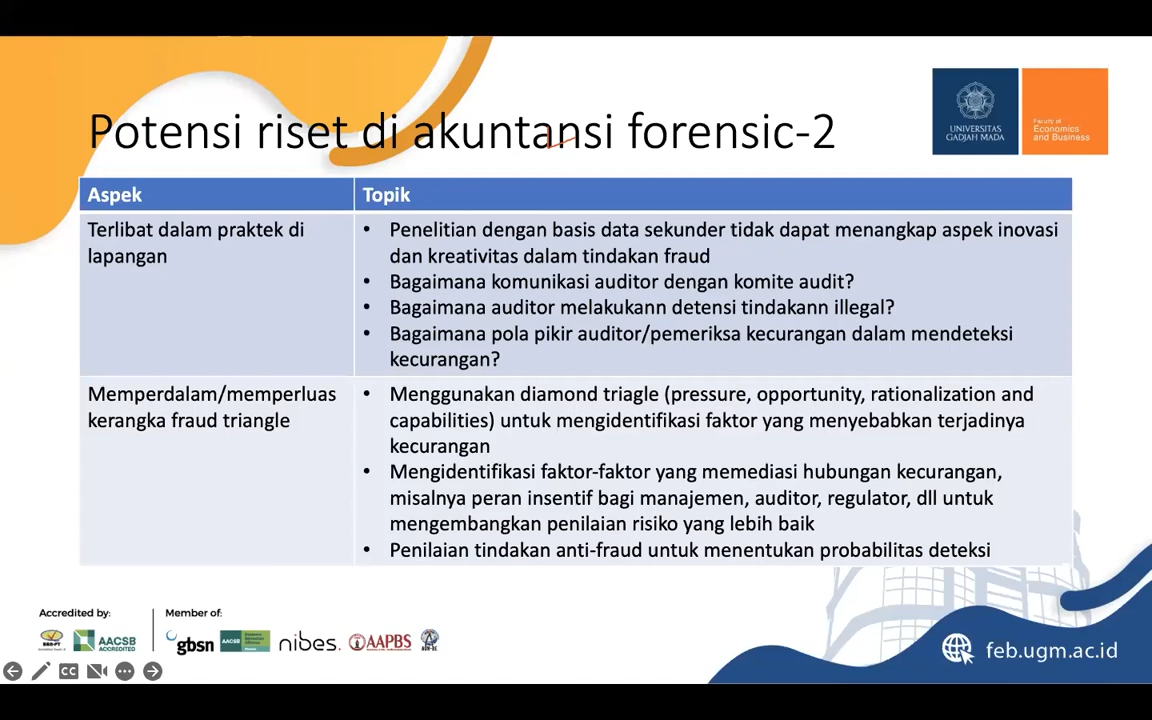 Potensi riset di akuntansi forensic-2
UNIVERSITAS
GADJAH MADA
Faculty of
Economics
and Business
Aspek
Topik
Terlibat dalam praktek di
lapangan
• Penelitian dengan basis data sekunder tidak dapat menangkap aspek inovasi
dan kreativitas dalam tindakan fraud
• Bagaimana komunikasi auditor dengan komite audit?
• Bagaimana auditor melakukann detensi tindakann illegal?
• Bagaimana pola pikir auditor/pemeriksa kecurangan dalam mendeteksi
kecurangan?
Memperdalam/memperluas
kerangka fraud triangle
• Menggunakan diamond triagle (pressure, opportunity, rationalization and
capabilities) untuk mengidentifikasi faktor yang menyebabkan terjadinya
kecurangan
• Mengidentifikasi faktor-faktor yang memediasi hubungan kecurangan,
misalnya peran insentif bagi manajemen, auditor, regulator, dll untuk
mengembangkan penilaian risiko yang lebih baik
• Penilaian tindakan anti-fraud untuk menentukan probabilitas deteksi
Accredited by:
Member of:
AACSB
ACCREDITED
gbsn
AACSB
nibes.
AAPBS
feb.ugm.ac.id
CC